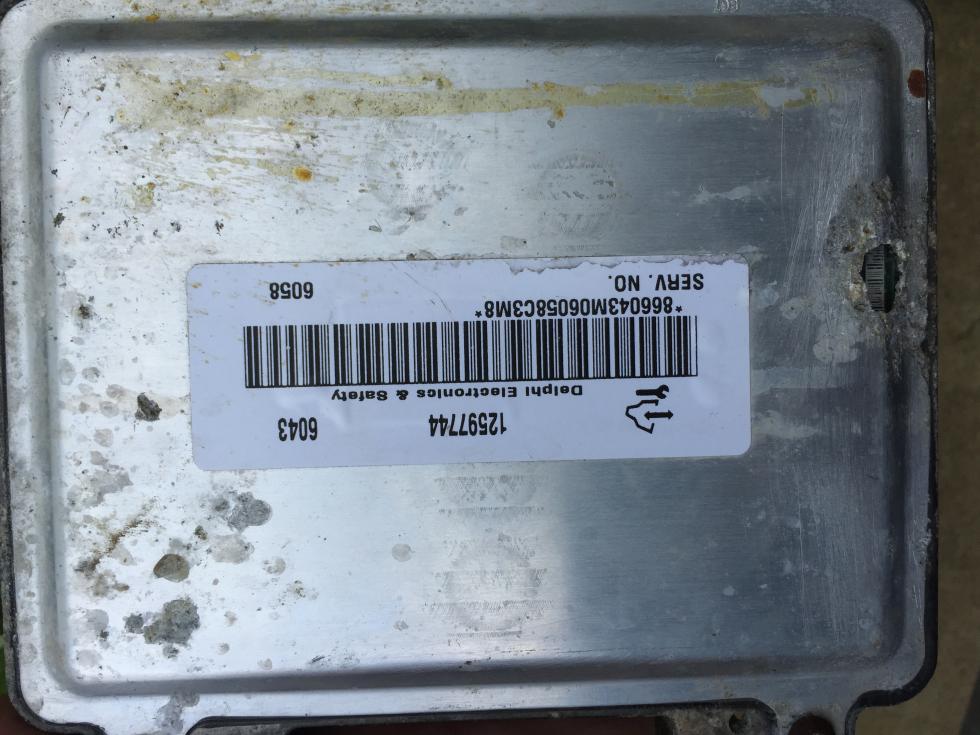 12597744 6043
Delphi Electronics & Safety
*866043M06058C3M8*
SERV. NO. 6058